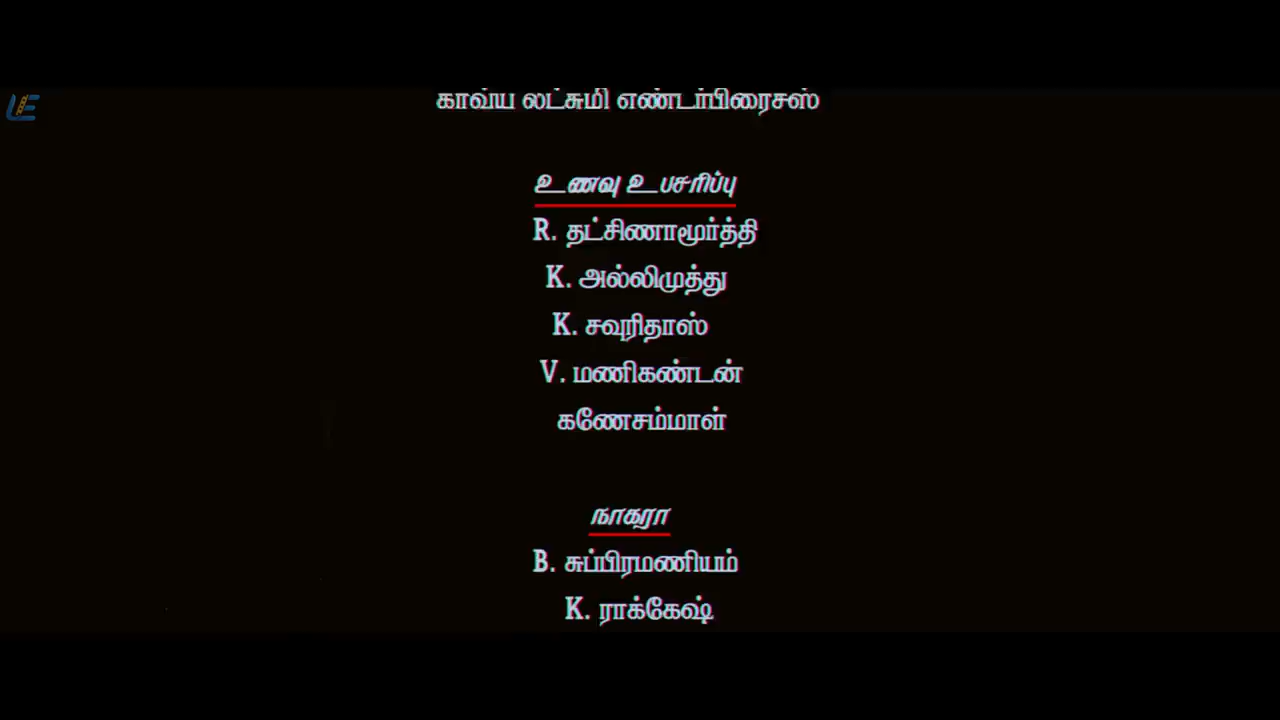 காவ்ய லட்சுமி எண்டர்பிரைசஸ்
உணவு உபசரிப்பு
R. தட்சிணாமூர்த்தி
K. அல்லிமுத்து
K. சவுரிதாஸ்
V. மணிகண்டன்
கணேசம்மாள்
நாகரா
B. சுப்பிரமணியம்
K. ராக்கேஷ்